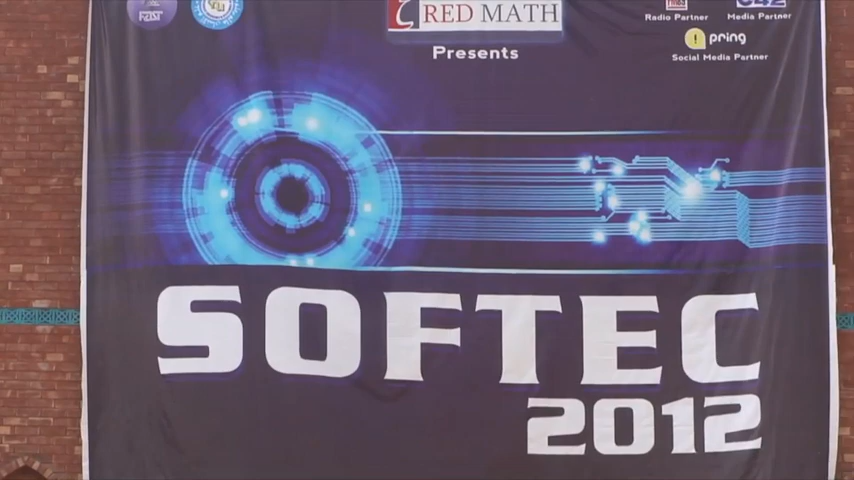 RED MATH
Presents
Radio Partner
Media Partner
pring
Social Media Partner
SOFTEC
2012